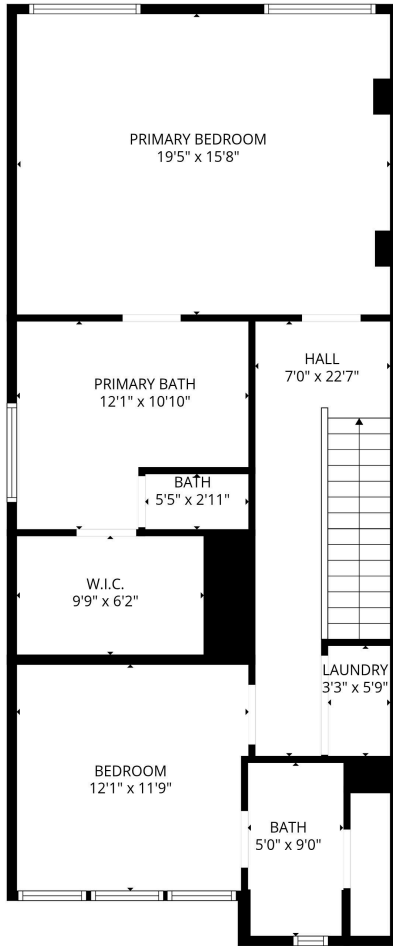 PRIMARY BEDROOM
19'5" x 15'8"
HALL
7'0" x 22'7"
PRIMARY BATH
12'1" x 10'10"
BATH
5'5" x 2'11"
W.I.C.
9'9" x 6'2"
LAUNDRY
3'3" x 5'9"
BEDROOM
12'1" x 11'9"
BATH
5'0" x 9'0"